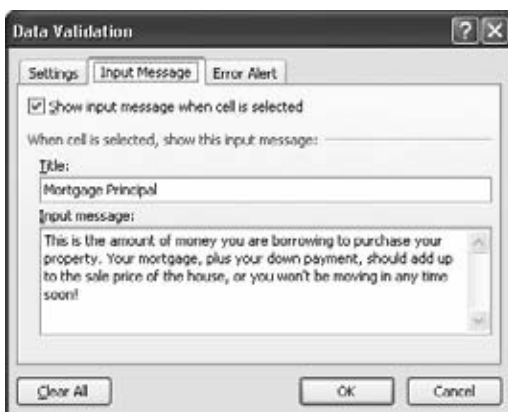 Data Validation
Settings Input Message Error Alert
Show input message when cell is selected
When cell is selected, show this input message:
Title:
Mortgage Principal
Input message:
This is the amount of money you are borrowing to purchase your
property. Your mortgage, plus your down payment, should add up
to the sale price of the house, or you won't be moving in any time
soon!
Clear All OK Cancel